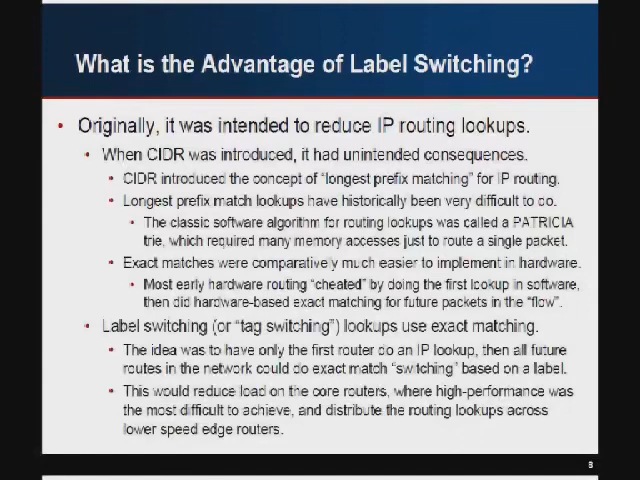 What is the Advantage of Label Switching?
• Originally, it was intended to reduce IP routing lookups.
• When CIDR was introduced, it had unintended consequences.
• CIDR introduced the concept of "longest prefix matching" for IP routing.
• Longest prefix match lookups have historically been very difficult to do.
• The classic software algorithm for routing lookups was called a PATRICIA
trie, which required many memory accesses just to route a single packet.
• Exact matches were comparatively much easier to implement in hardware.
• Most early hardware routing "cheated" by doing the first lookup in software,
then did hardware-based exact matching for future packets in the "flow".
• Label switching (or "tag switching") lookups use exact matching.
• The idea was to have only the first router do an IP lookup, then all future
routes in the network could do exact match "switching" based on a label.
• This would reduce load on the core routers, where high-performance was
the most difficult to achieve, and distribute the routing lookups across
lower speed edge routers.